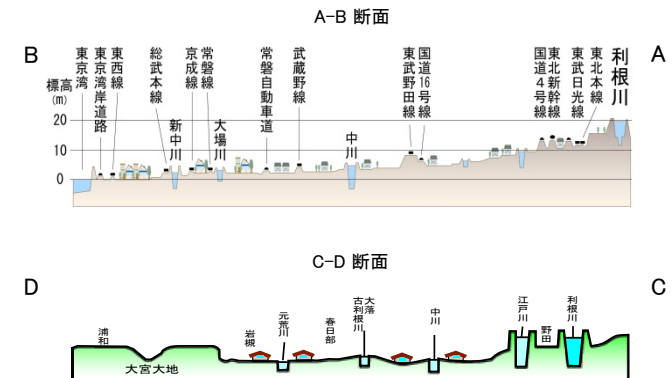 A-B 断面
B
A
東京湾
東京湾岸道路
東西線
総武本線
新中川
京成線
常磐線
大場川
常磐自動車道
武蔵野線
中川
東武野田線
国道16号線
国道4号線
東北新幹線
東武日光線
東北本線
利根川
標高
(m)
20
10
0
C-D 断面
D
C
浦和
大宮大地
岩槻
元荒川
春日部
大落
古利根川
中川
江戸川
野田
利根川